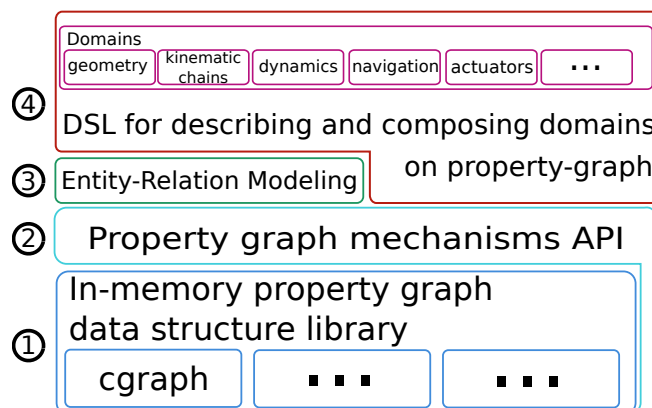 Domains
geometry
kinematic
chains
dynamics
navigation
actuators
...
4
DSL for describing and composing domains
on property-graph
3
Entity-Relation Modeling
2
Property graph mechanisms API
In-memory property graph
data structure library
1
cgraph
...
...